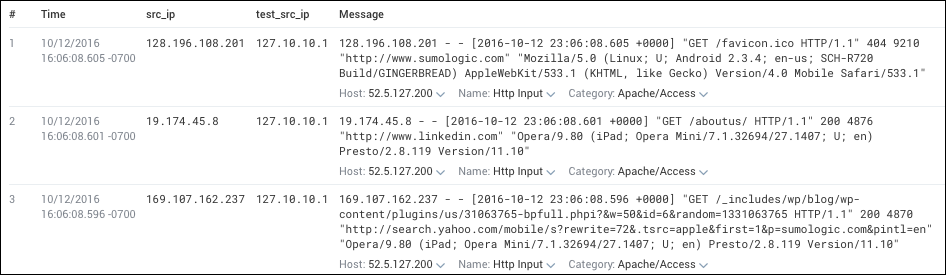 # Time src_ip test_src_ip Message
1 10/12/2016 128.196.108.201 127.10.10.1 128.196.108.201 - - [2016-10-12 23:06:08.605 +0000] "GET /favicon.ico HTTP/1.1" 404 9210
16:06:08.605 -0700 "http://www.sumologic.com" "Mozilla/5.0 (Linux; U; Android 2.3.4; en-us; SCH-R720
Build/GINGERBREAD) AppleWebKit/533.1 (KHTML, like Gecko) Version/4.0 Mobile Safari/533.1"
Host: 52.5.127.200 Name: Http Input Category: Apache/Access
2 10/12/2016 19.174.45.8 127.10.10.1 19.174.45.8 - - [2016-10-12 23:06:08.601 +0000] "GET /aboutus/ HTTP/1.1" 200 4876
16:06:08.601 -0700 "http://www.linkedin.com" "Opera/9.80 (iPad; Opera Mini/7.1.32694/27.1407; U; en)
Presto/2.8.119 Version/11.10"
Host: 52.5.127.200 Name: Http Input Category: Apache/Access
3 10/12/2016 169.107.162.237 127.10.10.1 169.107.162.237 - - [2016-10-12 23:06:08.596 +0000] "GET /_includes/wp/blog/wp-
16:06:08.596 -0700 content/plugins/us/31063765-bpfull.phpi?&w=50&id=6&random=1331063765 HTTP/1.1" 200 4870
"http://search.yahoo.com/mobile/s?rewrite=72&.tsrc=apple&first=1&p=sumologic.com&pintl=en"
"Opera/9.80 (iPad; Opera Mini/7.1.32694/27.1407; U; en) Presto/2.8.119 Version/11.10"
Host: 52.5.127.200 Name: Http Input Category: Apache/Access